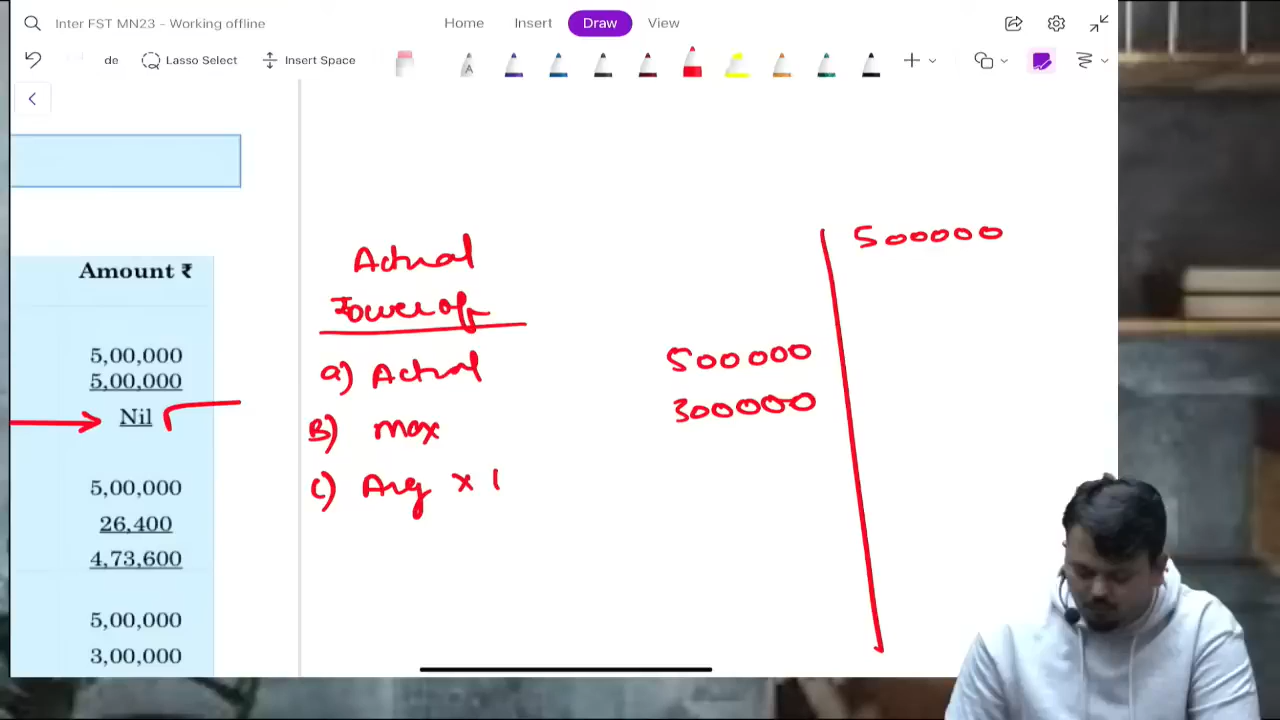 Inter FST MN23 – Working offline
Home Insert Draw View
de Lasso Select Insert Space
Amount ₹
5,00,000
5,00,000
Nil
5,00,000
26,400
4,73,600
5,00,000
3,00,000
Actual 500000
a) Actual 500000
B) max 300000
c) Avg x 1